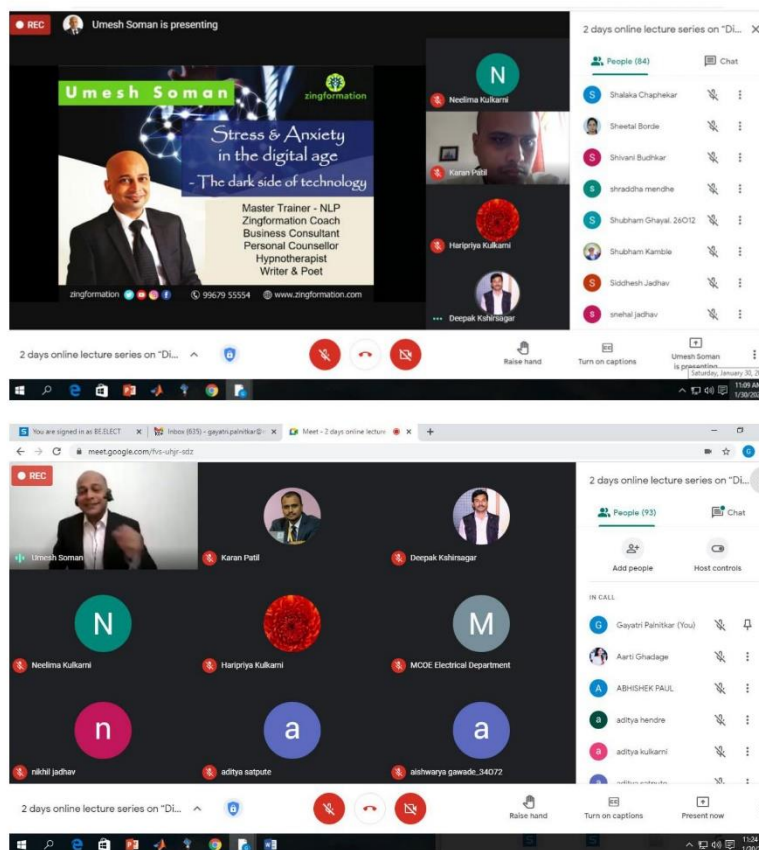 REC
Umesh Soman is presenting
Umesh Soman
zingformation
Stress & Anxiety
in the digital age
- The dark side of technology
Master Trainer - NLP
Zingformation Coach
Business Consultant
Personal Counsellor
Hypnotherapist
Writer & Poet
zingformation
99679 55554
www.zingformation.com
N
Neelima Kulkarni
Karan Patil
Haripriya Kulkarni
Deepak Kshirsagar
2 days online lecture series on "Di...
People (84)
Chat
S
Shalaka Chaphekar
Sheetal Borde
S
Shivani Budhkar
s
shraddha mendhe
S
Shubham Ghayal. 26O12
Shubham Kamble
S
Siddhesh Jadhav
s
snehal jadhav
2 days online lecture series on "Di...
Raise hand
Turn on captions
Umesh Soman
is presenting
Saturday, January 30, 20
11:09 AM
You are signed in as BE.ELECT
Inbox (635) - gayatri.palnitkar@
Meet - 2 days online lecture
meet.google.com/fvs-uhjr-sdz
G
REC
Umesh Soman
Karan Patil
Deepak Kshirsagar
N
Neelima Kulkarni
Haripriya Kulkarni
M
MCOE Electrical Department
n
nikhil jadhav
a
aditya satpute
a
aishwarya gawade_34072
2 days online lecture series on "Di...
People (93)
Chat
Add people
Host controls
IN CALL
G
Gayatri Palnitkar (You)
Aarti Ghadage
A
ABHISHEK PAUL
a
aditya hendre
a
aditya kulkarni
a
aditya satpute
2 days online lecture series on "Di...
Raise hand
Turn on captions
Present now
11:24